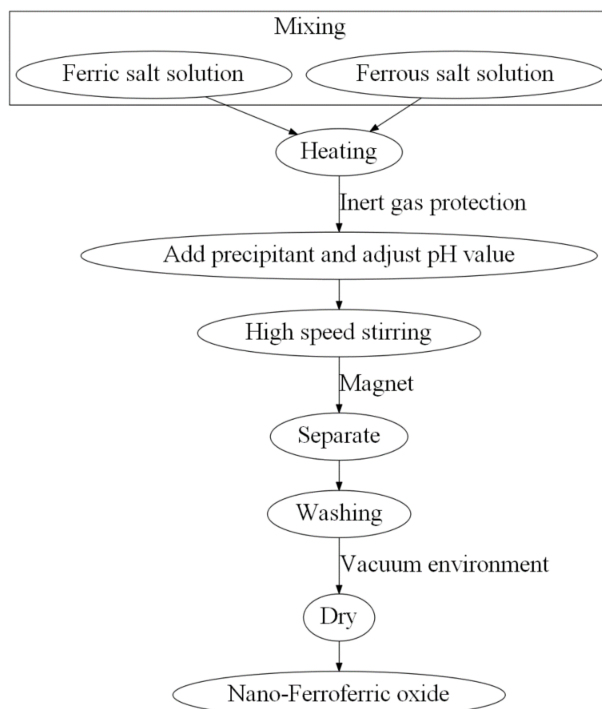 Mixing
Ferric salt solution
Ferrous salt solution
Heating
Inert gas protection
Add precipitant and adjust pH value
High speed stirring
Magnet
Separate
Washing
Vacuum environment
Dry
Nano-Ferroferric oxide